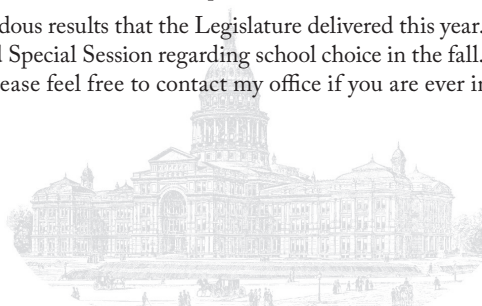 dous results that the Legislature delivered this year.
l Special Session regarding school choice in the fall.
ease feel free to contact my office if you are ever in